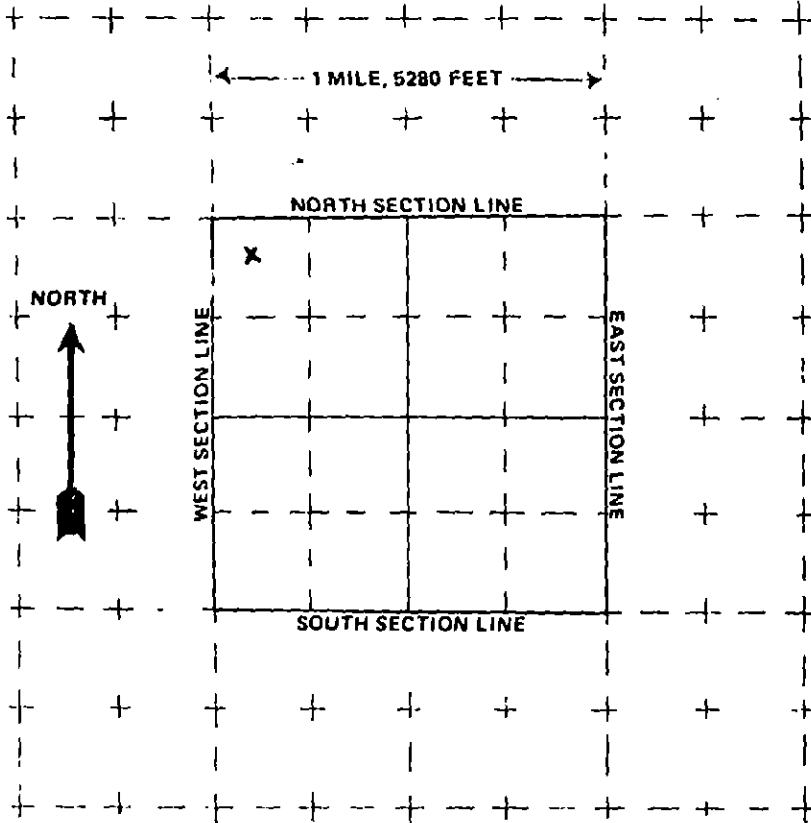 1 MILE, 5280 FEET
NORTH SECTION LINE
X
NORTH
WEST SECTION LINE
EAST SECTION LINE
SOUTH SECTION LINE